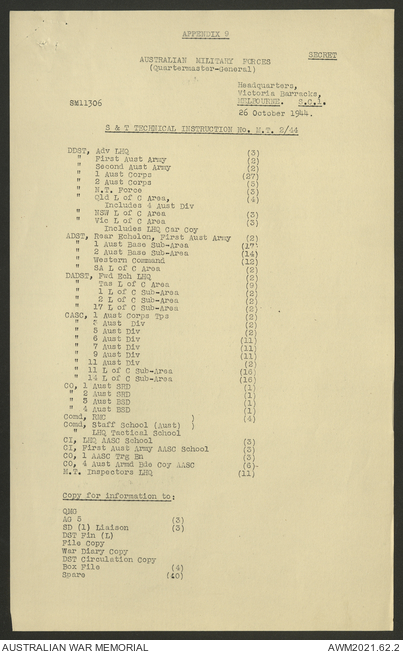 APPENDIX 9
SECRET
AUSTRALIAN MILITARY FORCES
(Quartermaster-General)
Headquarters,
Victoria Barracks,
MELBOURNE. S.C.1.
SM11306
26 October 1944.
S & T TECHNICAL INSTRUCTION No. M.T. 2/44
DDST, Adv LHQ (3)
" First Aust Army (2)
" Second Aust Army (2)
" 1 Aust Corps (27)
" 2 Aust Corps (3)
" N.T. Force (3)
" Qld L of C Area, (4)
Includes 4 Aust Div
" NSW L of C Area (3)
" Vic L of C Area (3)
Includes LHQ Car Coy
ADST, Rear Echelon, First Aust Army (2)
" 1 Aust Base Sub-Area (17)
" 2 Aust Base Sub-Area (14)
" Western Command (12)
" SA L of C Area (2)
DADST, Fwd Ech LHQ (2)
" Tas L of C Area (9)
" 1 L of C Sub-Area (2)
" 2 L of C Sub-Area (2)
" 17 L of C Sub-Area (2)
CASC, 1 Aust Corps Tps (2)
" 3 Aust Div (2)
" 5 Aust Div (2)
" 6 Aust Div (11)
" 7 Aust Div (11)
" 9 Aust Div (11)
" 11 Aust Div (2)
" 11 L of C Sub-Area (16)
" 14 L of C Sub-Area (16)
CO, 1 Aust SRD (1)
" 2 Aust SRD (1)
" 3 Aust BSD (1)
" 4 Aust BSD (1)
Comd, RMC ) (4)
Comd, Staff School (Aust) )
" LHQ Tactical School
CI, LHQ AASC School (3)
CI, First Aust Army AASC School (3)
CO, 1 AASC Trg Bn (3)
CO, 4 Aust Armd Bde Coy AASC (6)
M.T. Inspectors LHQ (11)
Copy for information to:
QMG
AG 5 (3)
SD (1) Liaison (3)
DST Fin (L)
File Copy
War Diary Copy
DST Circulation Copy
Box File (4)
Spare (40)
AUSTRALIAN WAR MEMORIAL
AWM2021.62.2